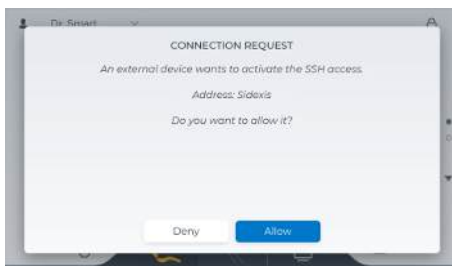 Dr. Smart
CONNECTION REQUEST
An external device wants to activate the SSH access.
Address: Sidexis
Do you want to allow it?
Deny
Allow